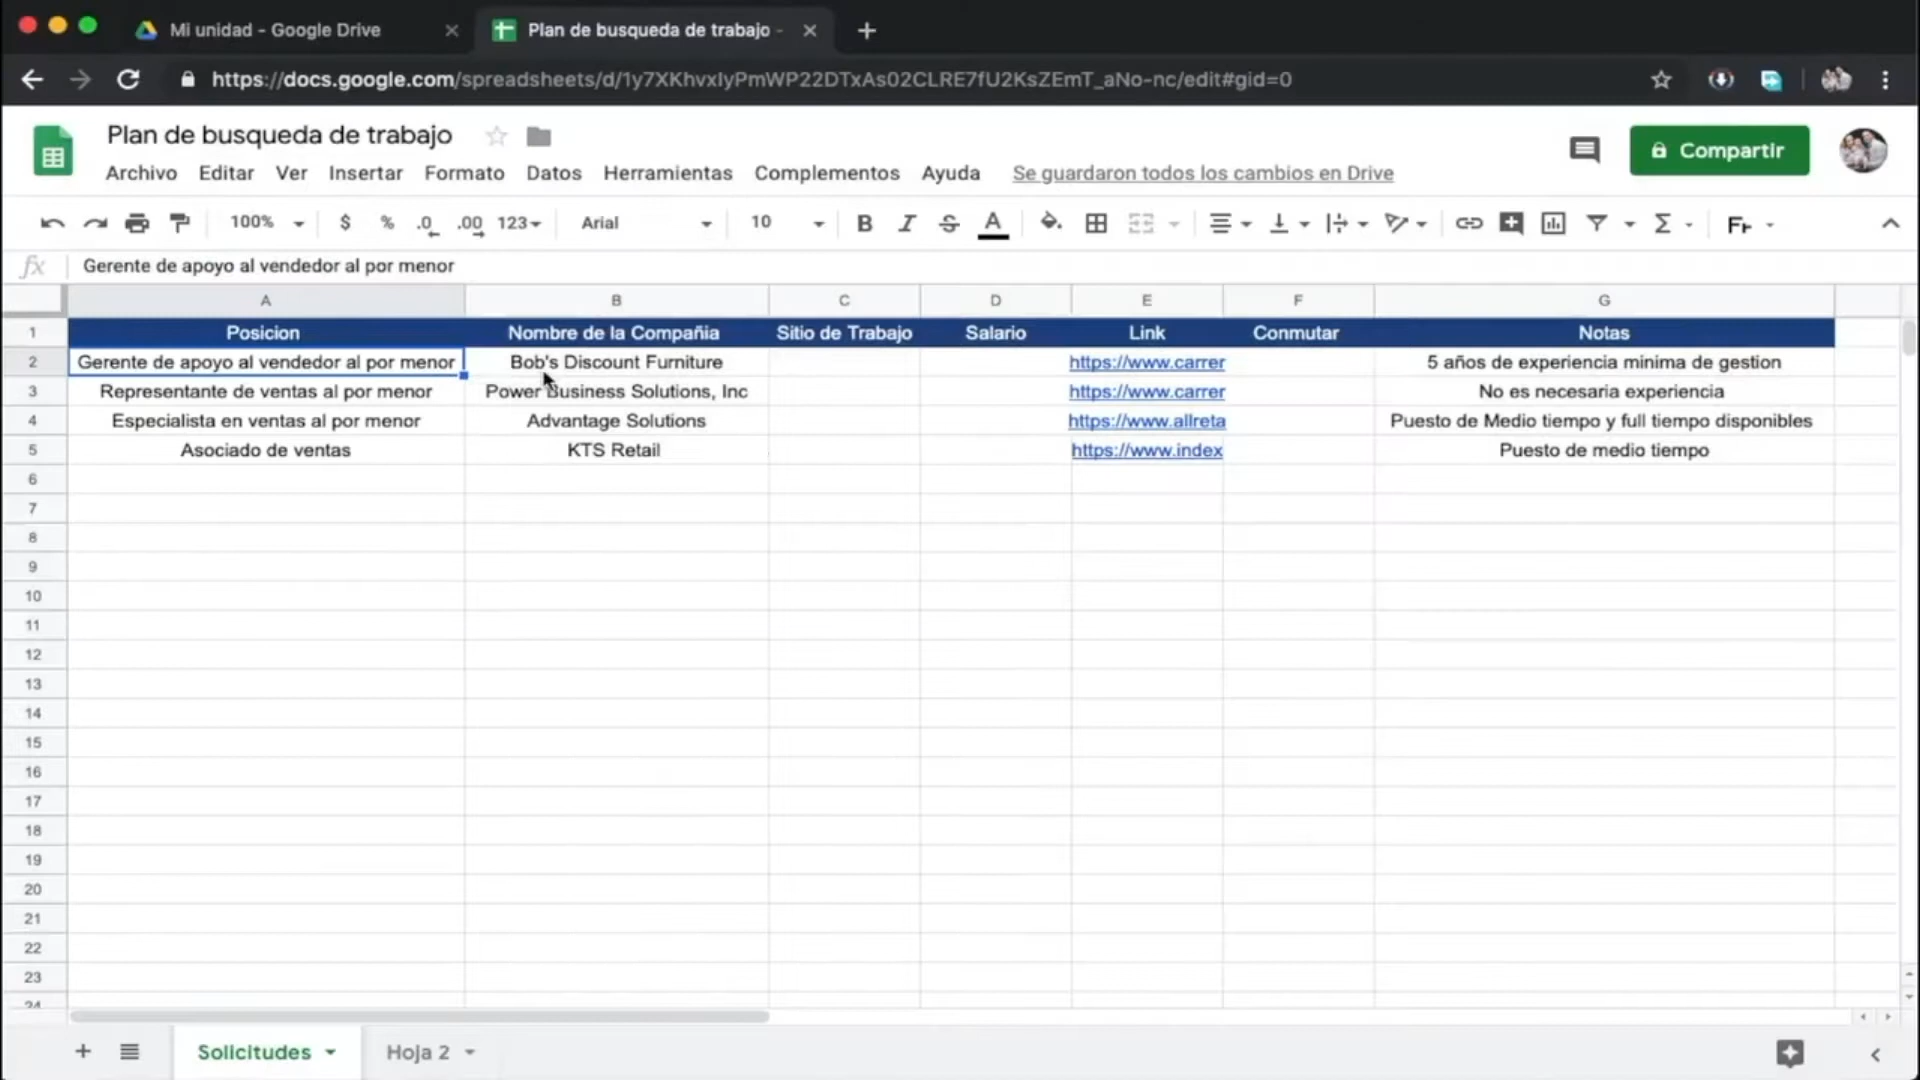 Mi unidad - Google Drive
Plan de busqueda de trabajo -
https://docs.google.com/spreadsheets/d/1y7XKhvxIyPmWP22DTxAs02CLRE7fU2KsZEmT_aNo-nc/edit#gid=0
Plan de busqueda de trabajo
Compartir
Archivo Editar Ver Insertar Formato Datos Herramientas Complementos Ayuda Se guardaron todos los cambios en Drive
100% $ % .0 .00 123 Arial 10 B I S A Σ
fx Gerente de apoyo al vendedor al por menor
A B C D E F G
1 Posicion Nombre de la Compañia Sitio de Trabajo Salario Link Conmutar Notas
2 Gerente de apoyo al vendedor al por menor Bob's Discount Furniture https://www.carrer 5 años de experiencia minima de gestion
3 Representante de ventas al por menor Power Business Solutions, Inc https://www.carrer No es necesaria experiencia
4 Especialista en ventas al por menor Advantage Solutions https://www.allreta Puesto de Medio tiempo y full tiempo disponibles
5 Asociado de ventas KTS Retail https://www.index Puesto de medio tiempo
6
7
8
9
10
11
12
13
14
15
16
17
18
19
20
21
22
23
24
Solicitudes Hoja 2